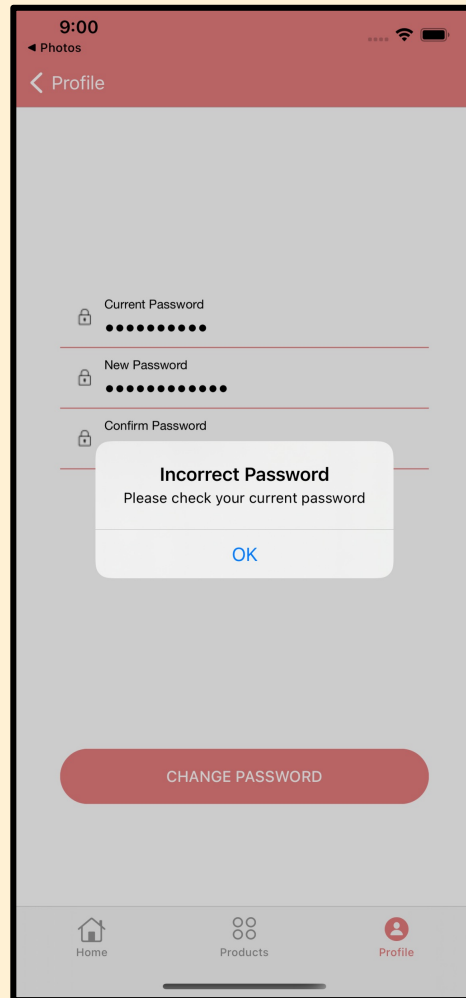 9:00
◀ Photos
Profile
Current Password
●●●●●●●●●●
New Password
●●●●●●●●●●●●
Confirm Password
Incorrect Password
Please check your current password
OK
CHANGE PASSWORD
Home
Products
Profile